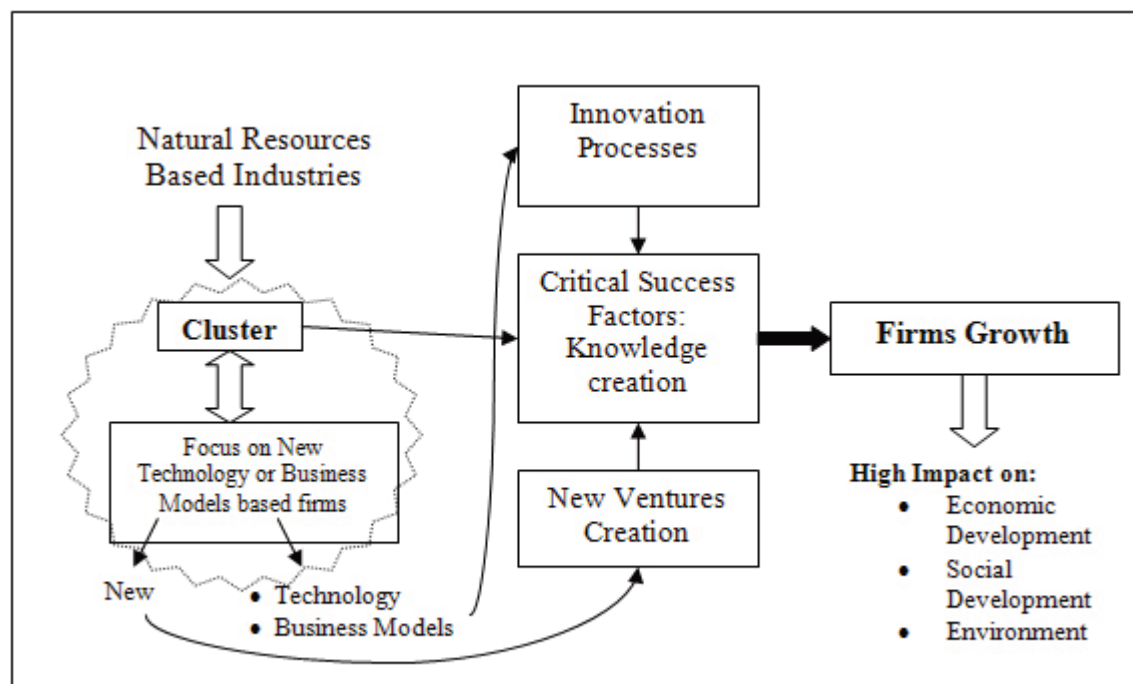 Natural Resources
Based Industries
Cluster
Focus on New
Technology or Business
Models based firms
New
• Technology
• Business Models
Innovation
Processes
Critical Success
Factors:
Knowledge
creation
New Ventures
Creation
Firms Growth
High Impact on:
• Economic
Development
• Social
Development
• Environment